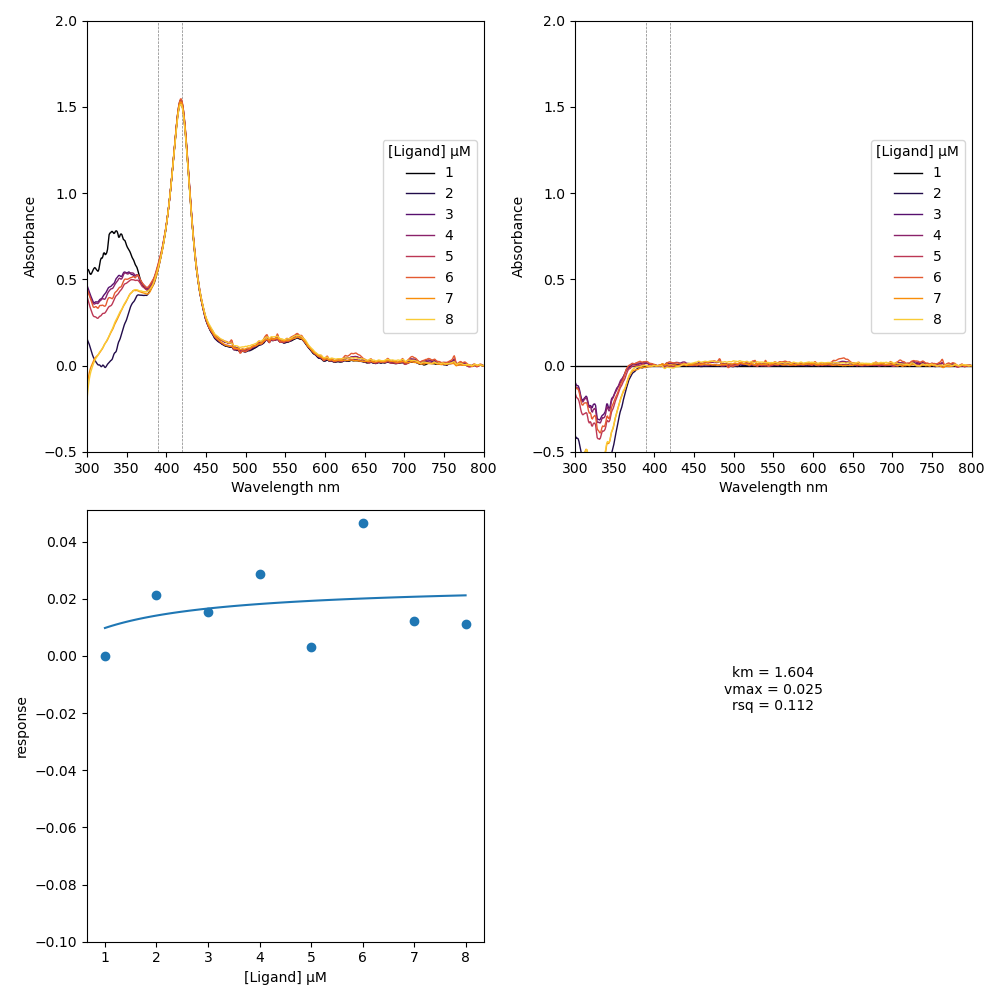 2.0
1.5
1.0
0.5
0.0
−0.5
Absorbance
300 350 400 450 500 550 600 650 700 750 800
Wavelength nm
[Ligand] µM
1
2
3
4
5
6
7
8
2.0
1.5
1.0
0.5
0.0
−0.5
Absorbance
300 350 400 450 500 550 600 650 700 750 800
Wavelength nm
[Ligand] µM
1
2
3
4
5
6
7
8
0.04
0.02
0.00
−0.02
−0.04
−0.06
−0.08
−0.10
response
1 2 3 4 5 6 7 8
[Ligand] µM
km = 1.604
vmax = 0.025
rsq = 0.112